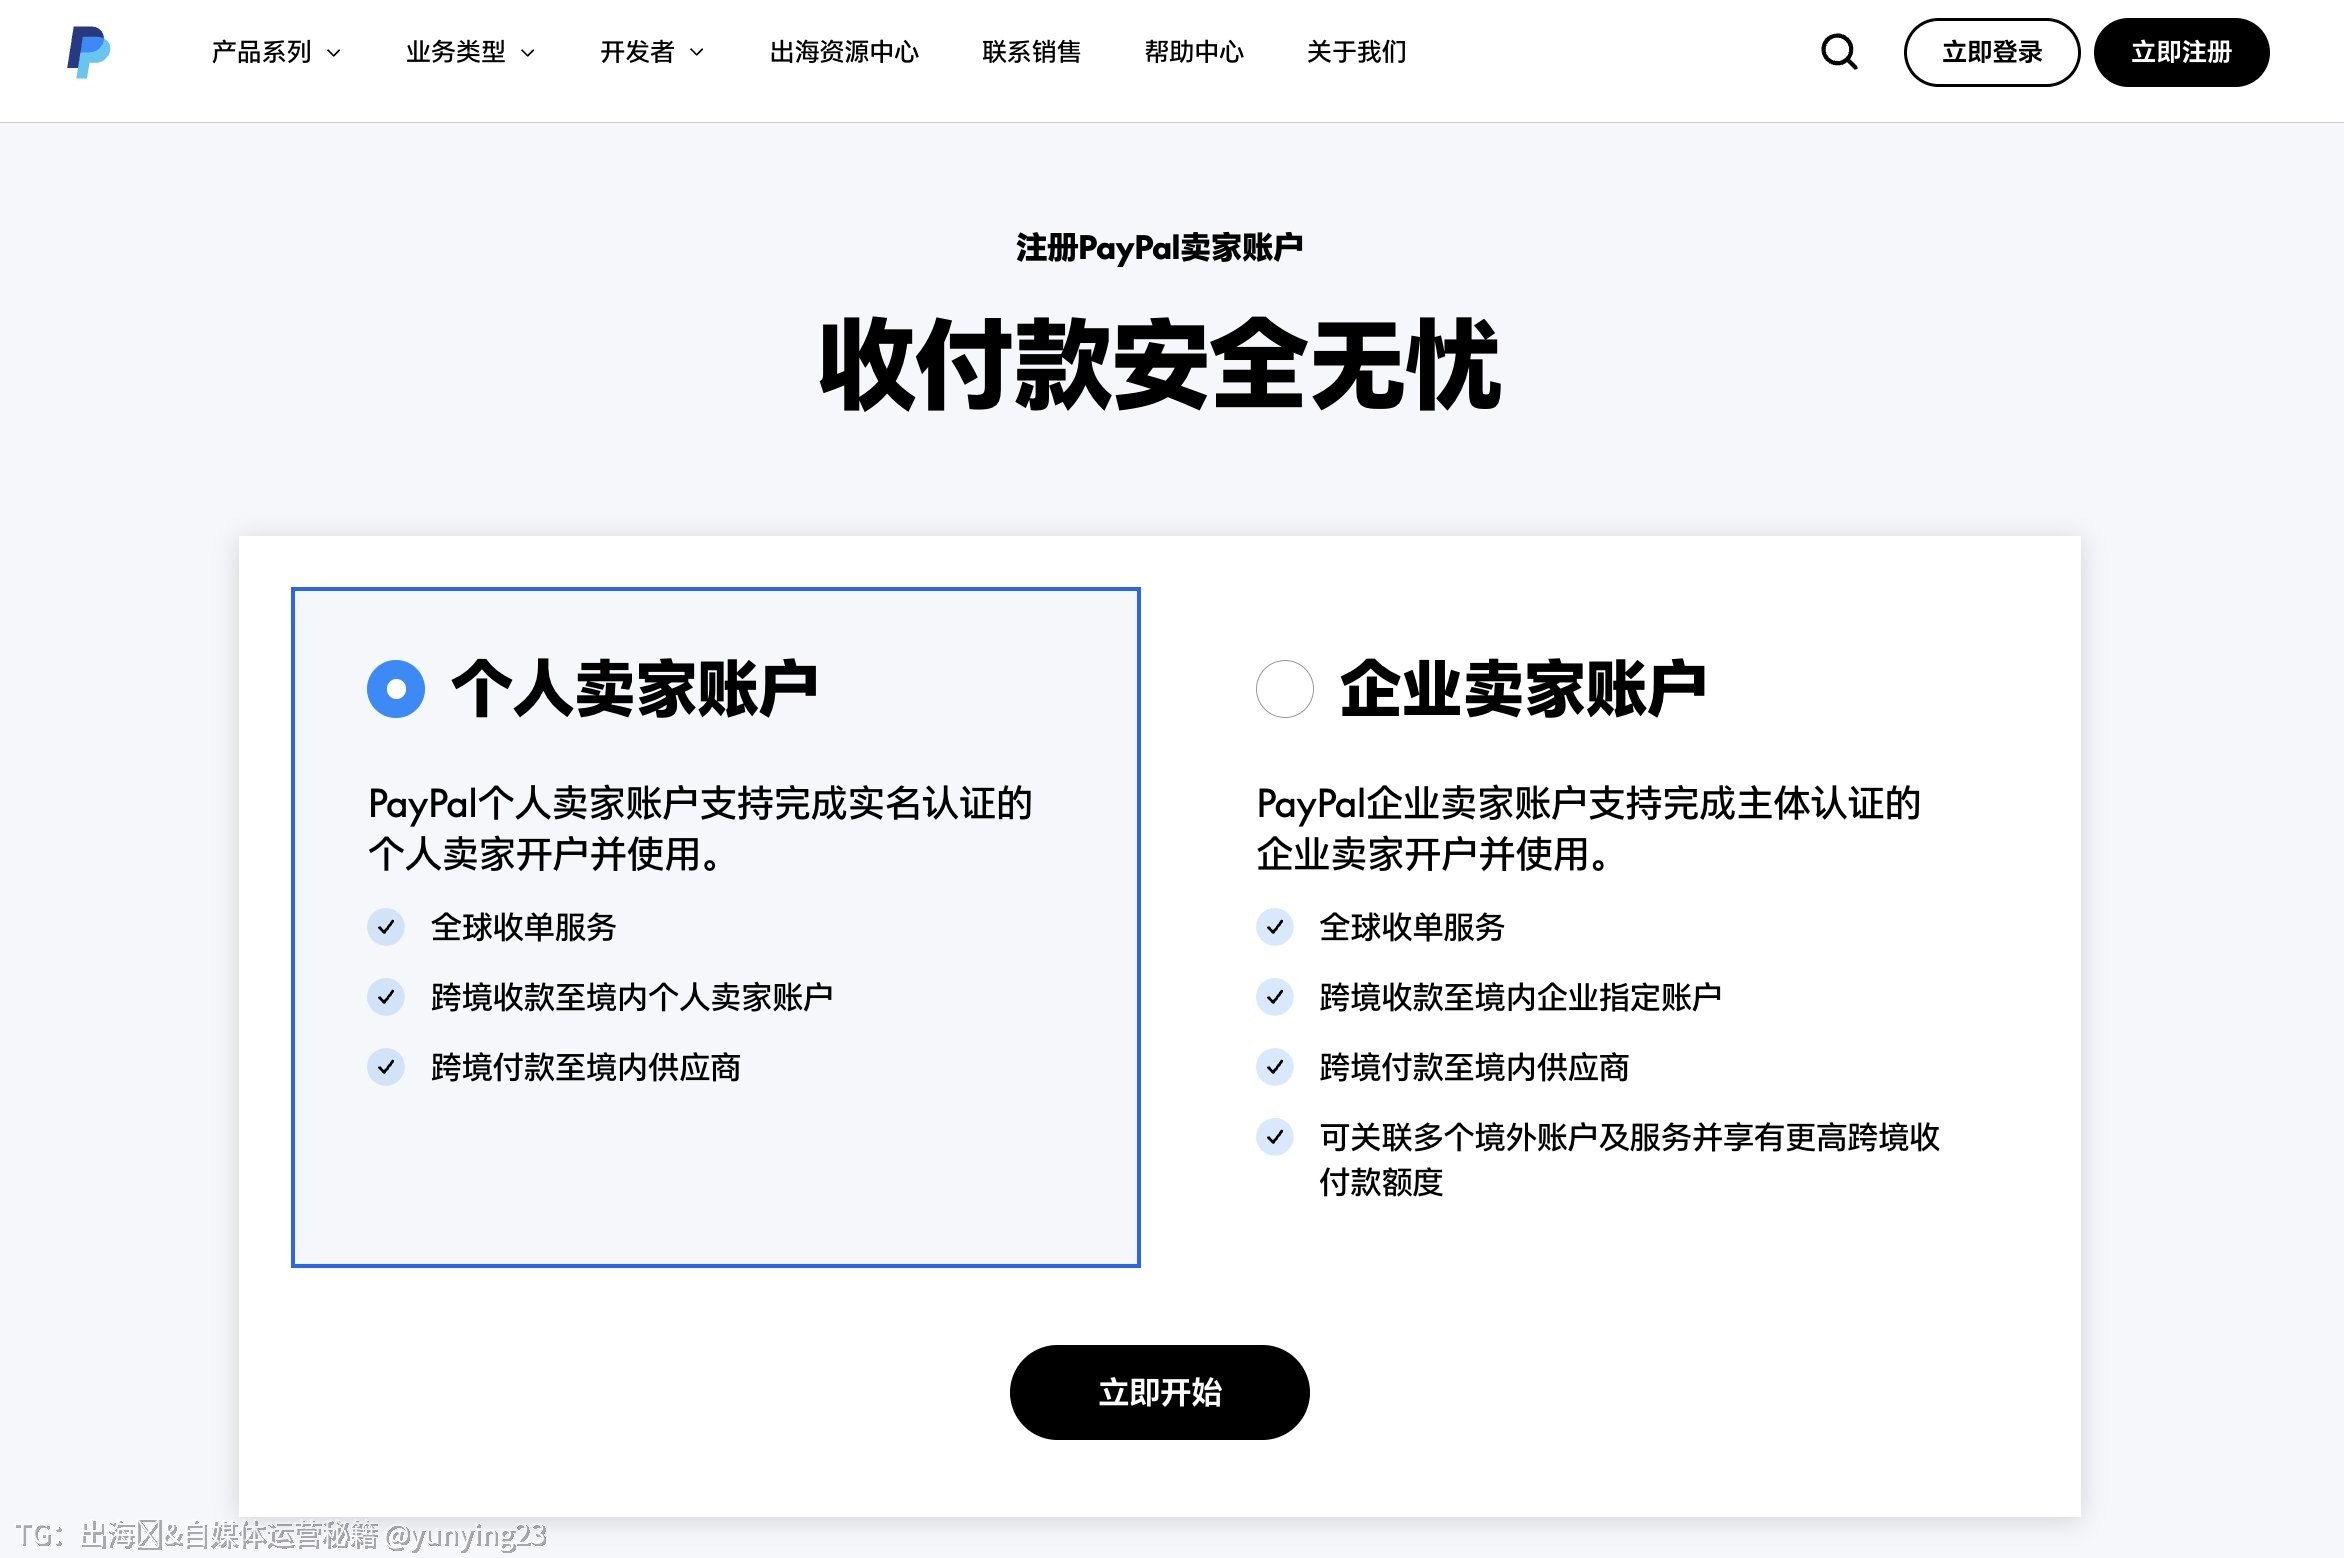 产品系列
业务类型
开发者
出海资源中心
联系销售
帮助中心
关于我们
立即登录
立即注册
注册PayPal卖家账户
收付款安全无忧
个人卖家账户
PayPal个人卖家账户支持完成实名认证的
个人卖家开户并使用。
全球收单服务
跨境收款至境内个人卖家账户
跨境付款至境内供应商
企业卖家账户
PayPal企业卖家账户支持完成主体认证的
企业卖家开户并使用。
全球收单服务
跨境收款至境内企业指定账户
跨境付款至境内供应商
可关联多个境外账户及服务并享有更高跨境收
付款额度
立即开始
TG：出海&自媒体运营秘籍 @yunying23